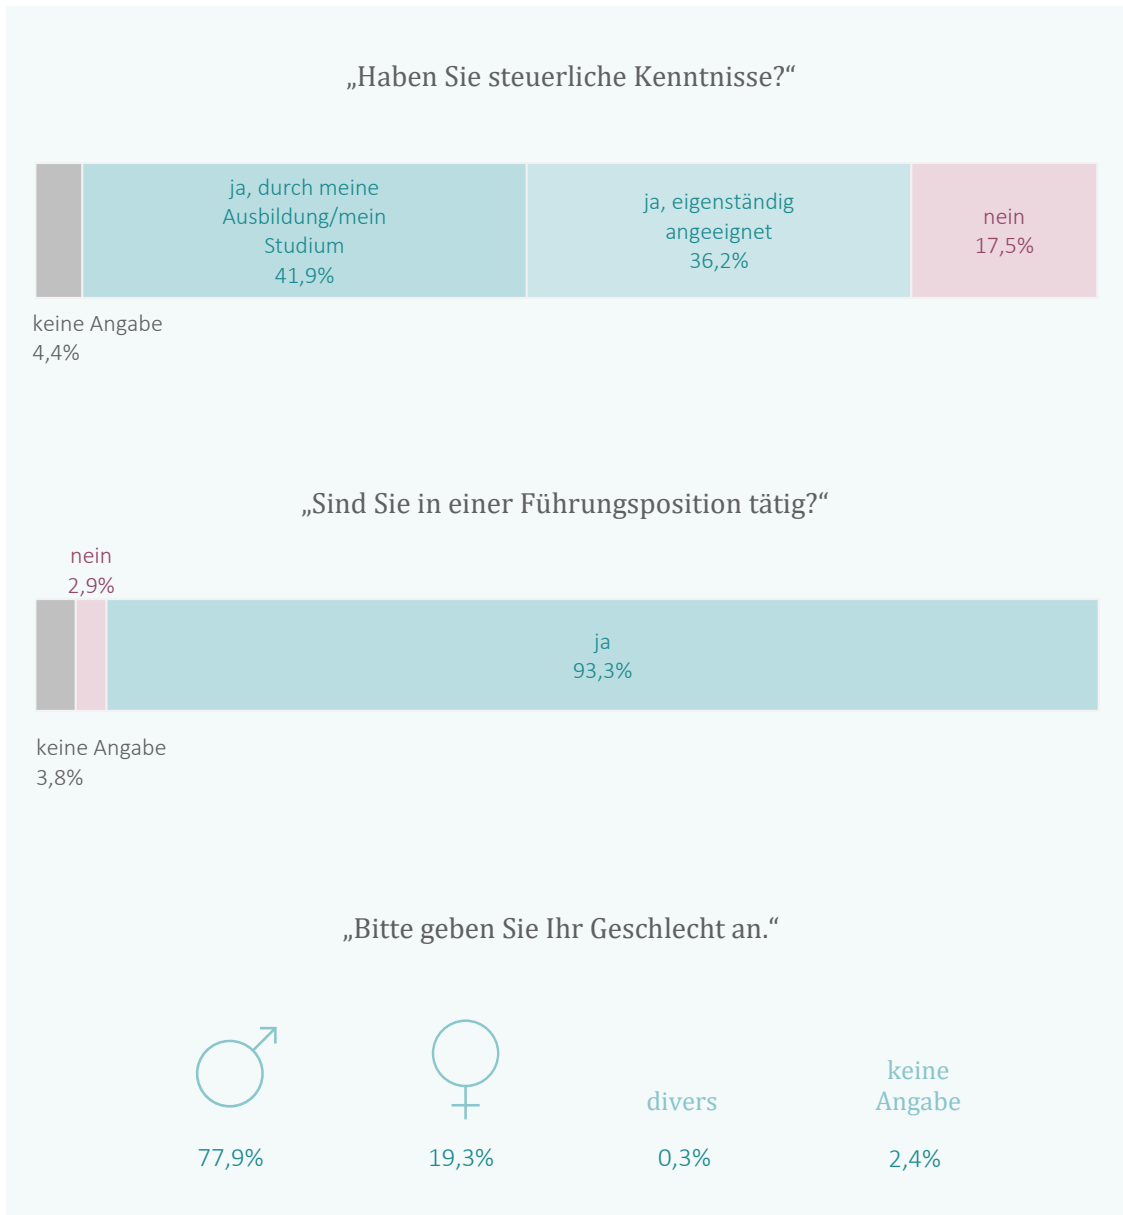 „Haben Sie steuerliche Kenntnisse?“
ja, durch meine
Ausbildung/mein
Studium
41,9%
ja, eigenständig
angeeignet
36,2%
nein
17,5%
keine Angabe
4,4%
„Sind Sie in einer Führungsposition tätig?“
nein
2,9%
ja
93,3%
keine Angabe
3,8%
„Bitte geben Sie Ihr Geschlecht an.“
77,9%
19,3%
divers
0,3%
keine
Angabe
2,4%